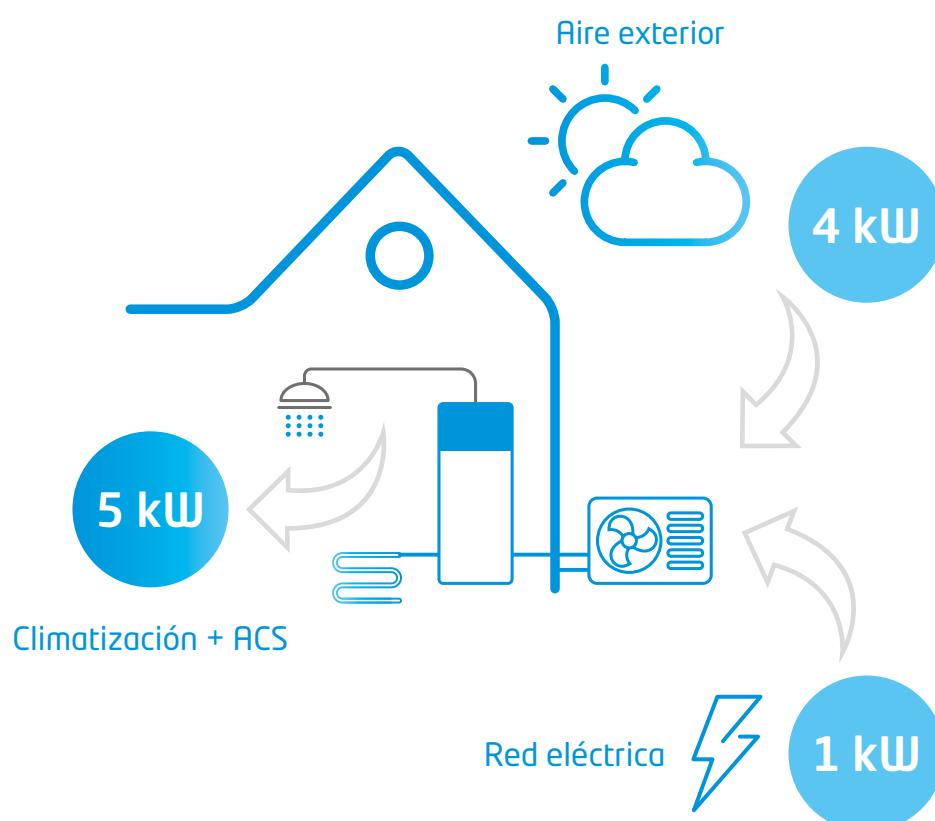 Aire exterior
4 kW
5 kW
Climatización + ACS
Red eléctrica
1 kW